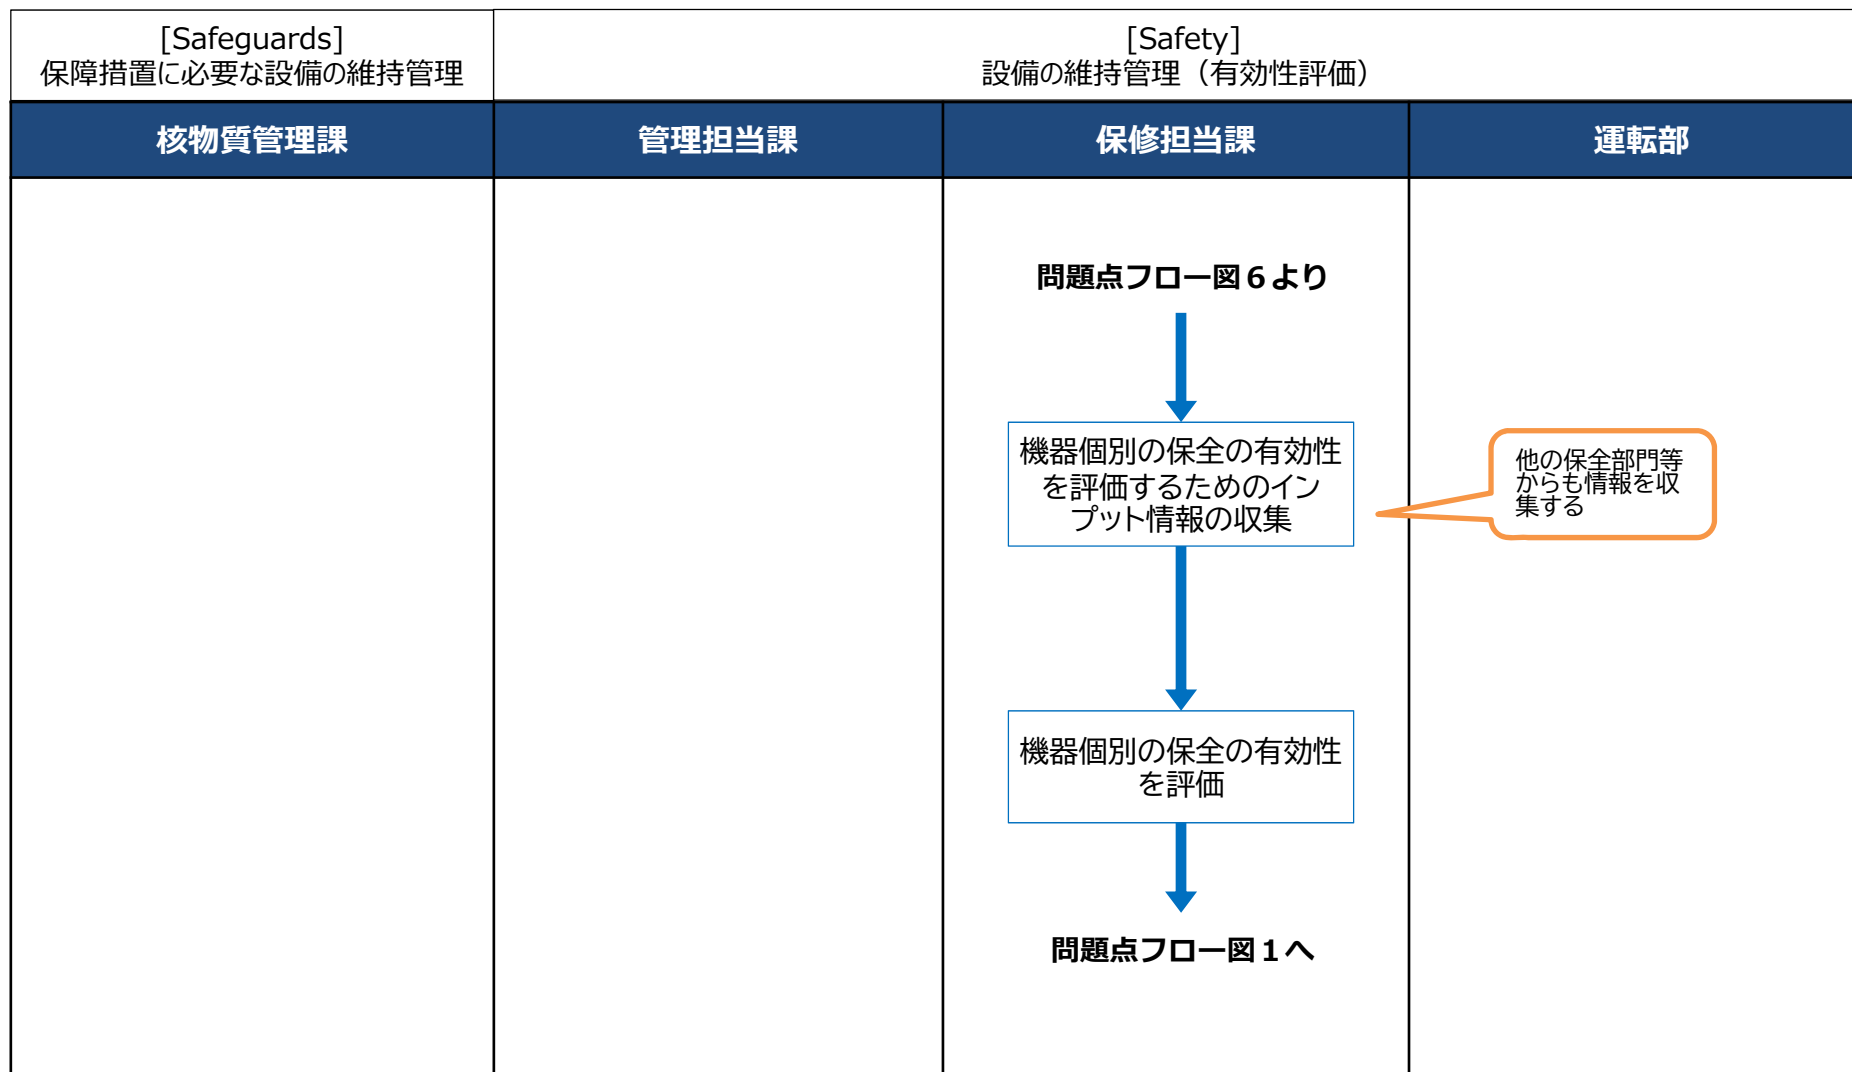 [Safeguards]
保障措置に必要な設備の維持管理
[Safety]
設備の維持管理（有効性評価）
核物質管理課
管理担当課
保修担当課
運転部
問題点フロー図６より
機器個別の保全の有効性
を評価するためのイン
プット情報の収集
他の保全部門等
からも情報を収
集する
機器個別の保全の有効性
を評価
問題点フロー図１へ